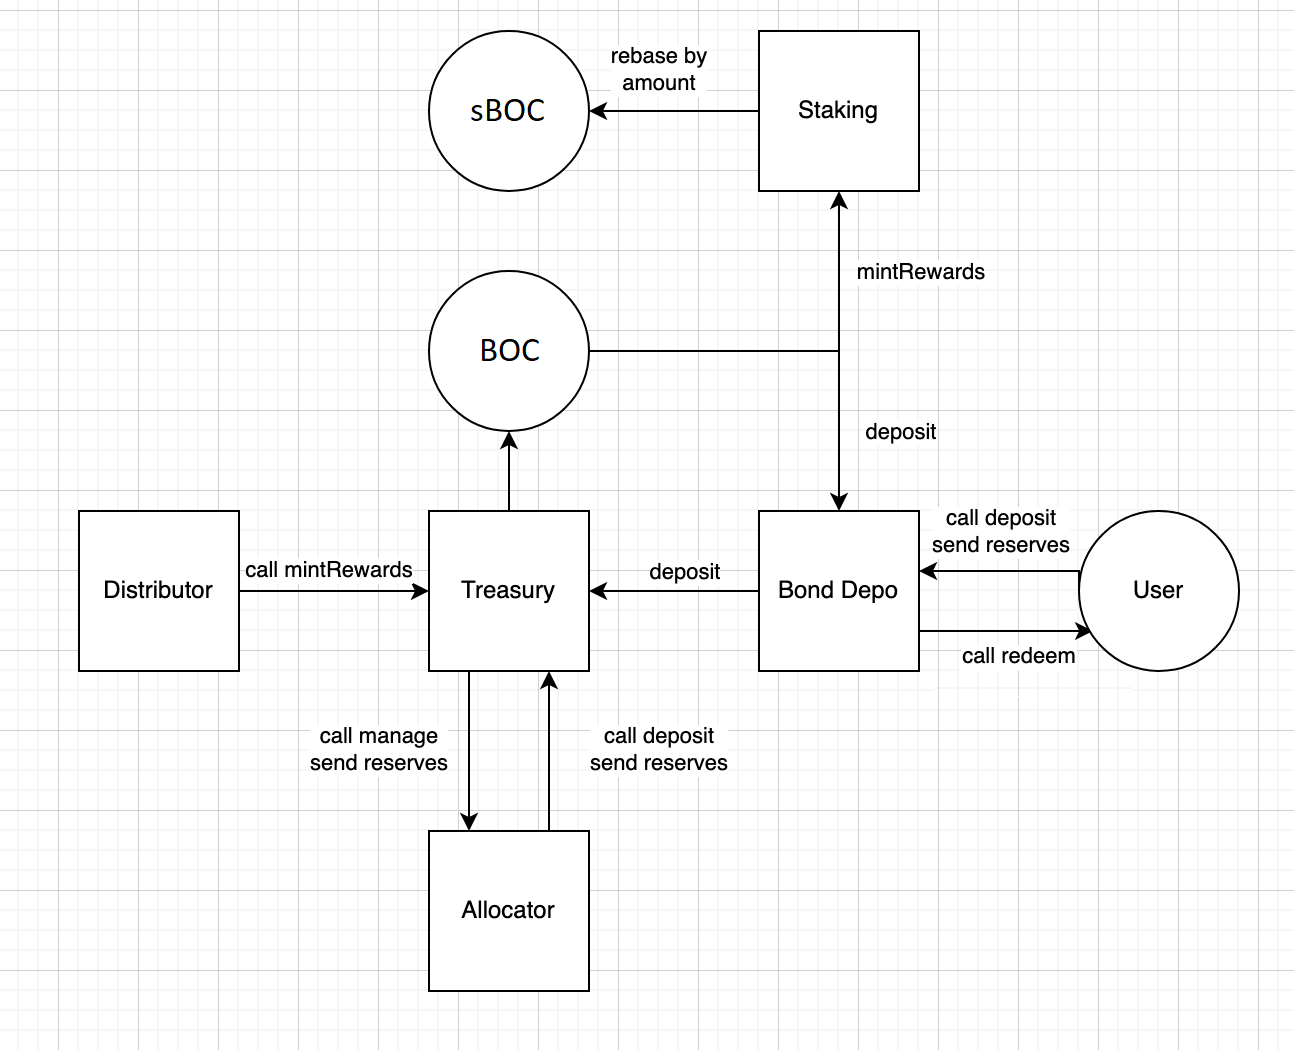 rebase by
amount
sBOC
Staking
mintRewards
BOC
deposit
call deposit
send reserves
Distributor
call mintRewards
Treasury
deposit
Bond Depo
User
call redeem
call manage
send reserves
call deposit
send reserves
Allocator